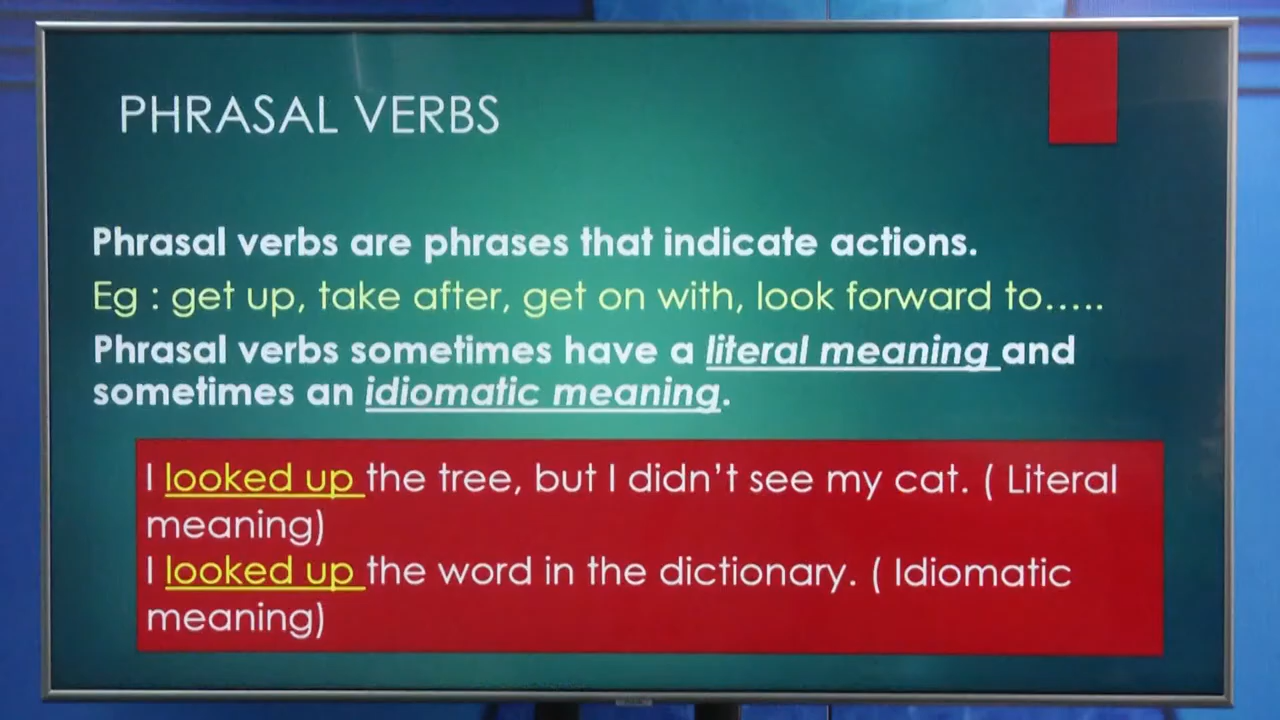 PHRASAL VERBS
Phrasal verbs are phrases that indicate actions.
Eg : get up, take after, get on with, look forward to…..
Phrasal verbs sometimes have a literal meaning and
sometimes an idiomatic meaning.
I looked up the tree, but I didn't see my cat. ( Literal
meaning)
I looked up the word in the dictionary. ( Idiomatic
meaning)